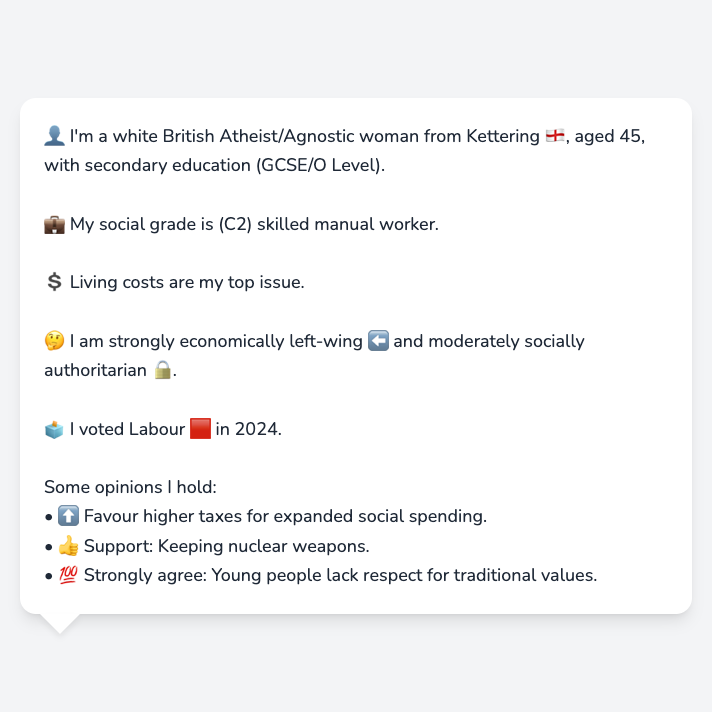 👤 I'm a white British Atheist/Agnostic woman from Kettering 🏴󠁧󠁢󠁥󠁮󠁧󠁿, aged 45,
with secondary education (GCSE/O Level).
💼 My social grade is (C2) skilled manual worker.
💲 Living costs are my top issue.
🤔 I am strongly economically left-wing ⬅️ and moderately socially
authoritarian 🔒.
🗳️ I voted Labour 🟥 in 2024.
Some opinions I hold:
• ⬆️ Favour higher taxes for expanded social spending.
• 👍 Support: Keeping nuclear weapons.
• 💯 Strongly agree: Young people lack respect for traditional values.